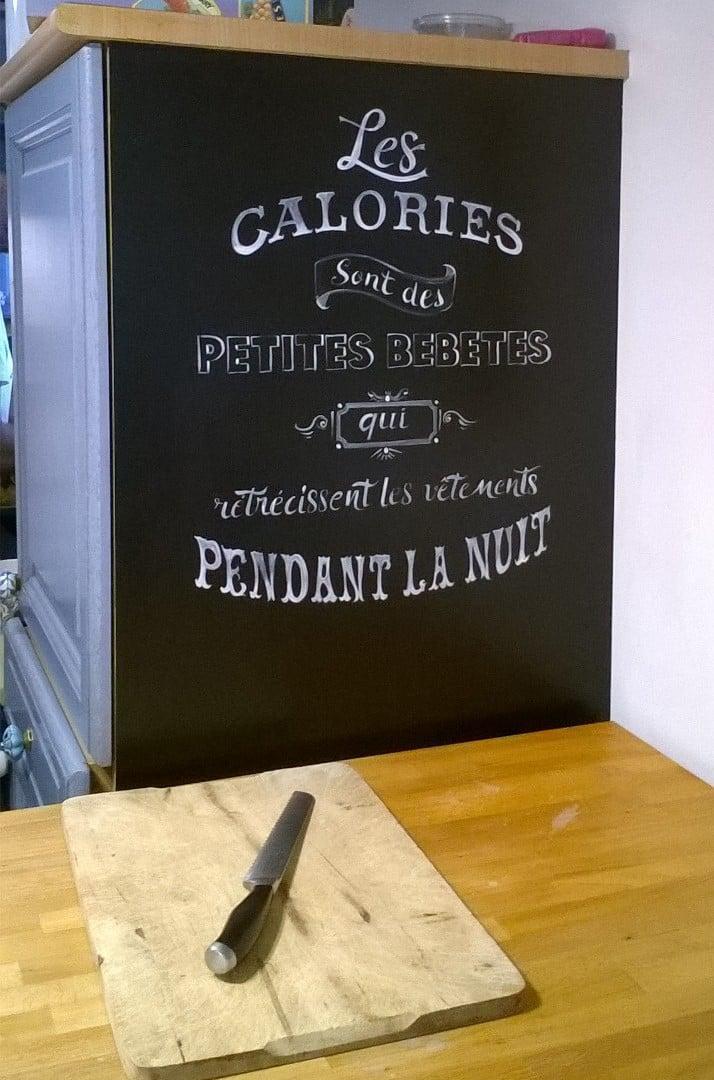 Les
CALORIES
Sont des
PETITES BEBETES
qui
rétrécissent les vêtements
PENDANT LA NUIT